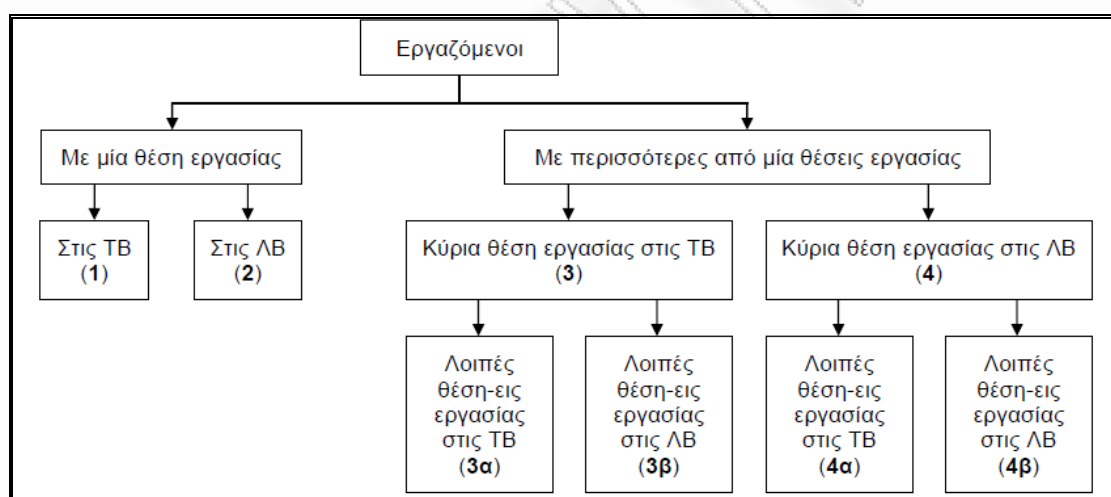 Εργαζόμενοι
Με μία θέση εργασίας
Με περισσότερες από μία θέσεις εργασίας
Στις ΤΒ
(1)
Στις ΛΒ
(2)
Κύρια θέση εργασίας στις ΤΒ
(3)
Κύρια θέση εργασίας στις ΛΒ
(4)
Λοιπές
θέση-εις
εργασίας
στις ΤΒ
(3α)
Λοιπές
θέση-εις
εργασίας
στις ΛΒ
(3β)
Λοιπές
θέση-εις
εργασίας
στις ΤΒ
(4α)
Λοιπές
θέση-εις
εργασίας
στις ΛΒ
(4β)